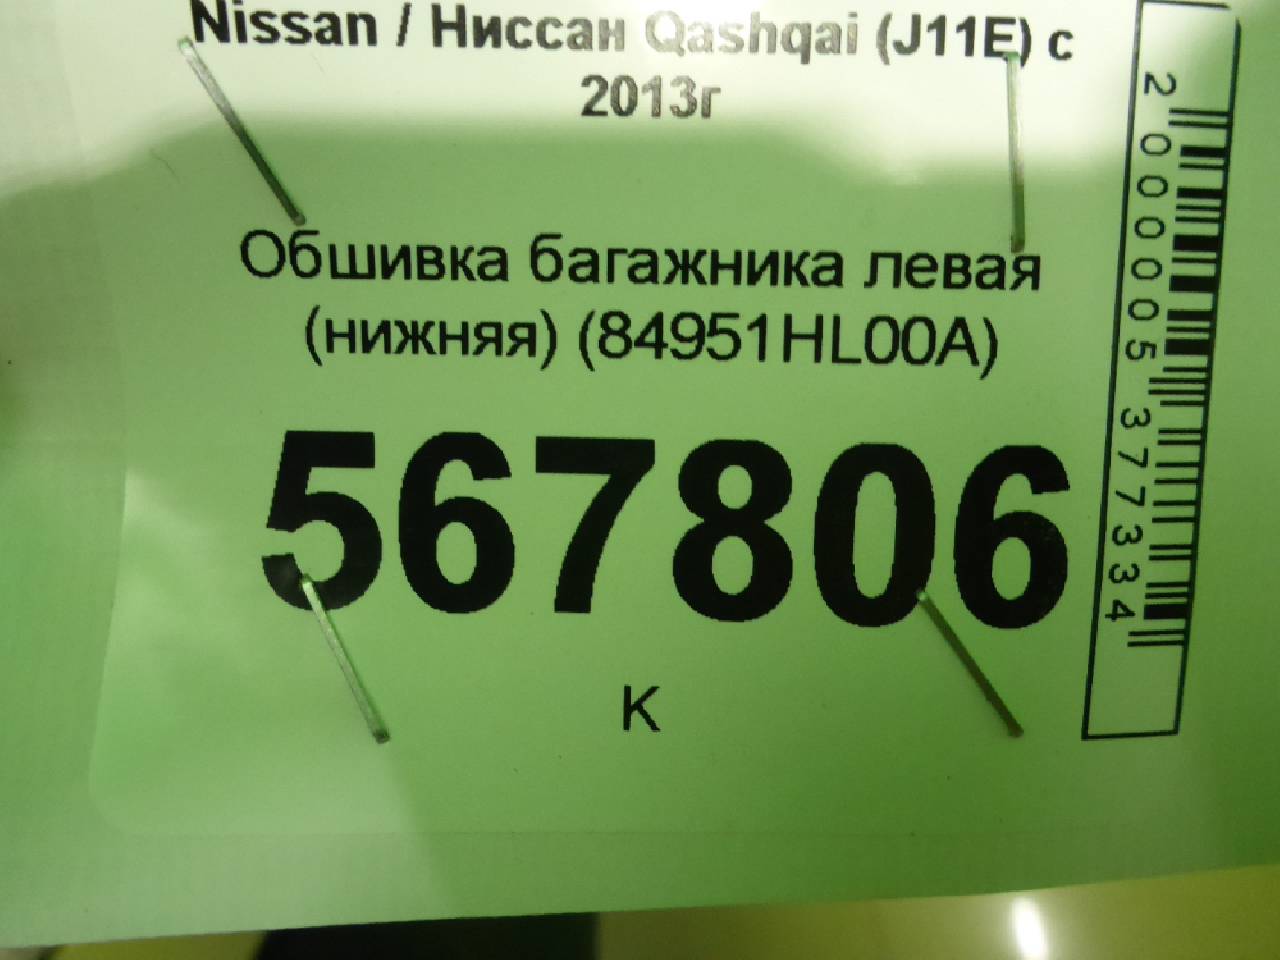 Nissan / Ниссан Qashqai (J11E) с
2013г
Обшивка багажника левая
(нижняя) (84951HL00A)
567806
К
2000005377334